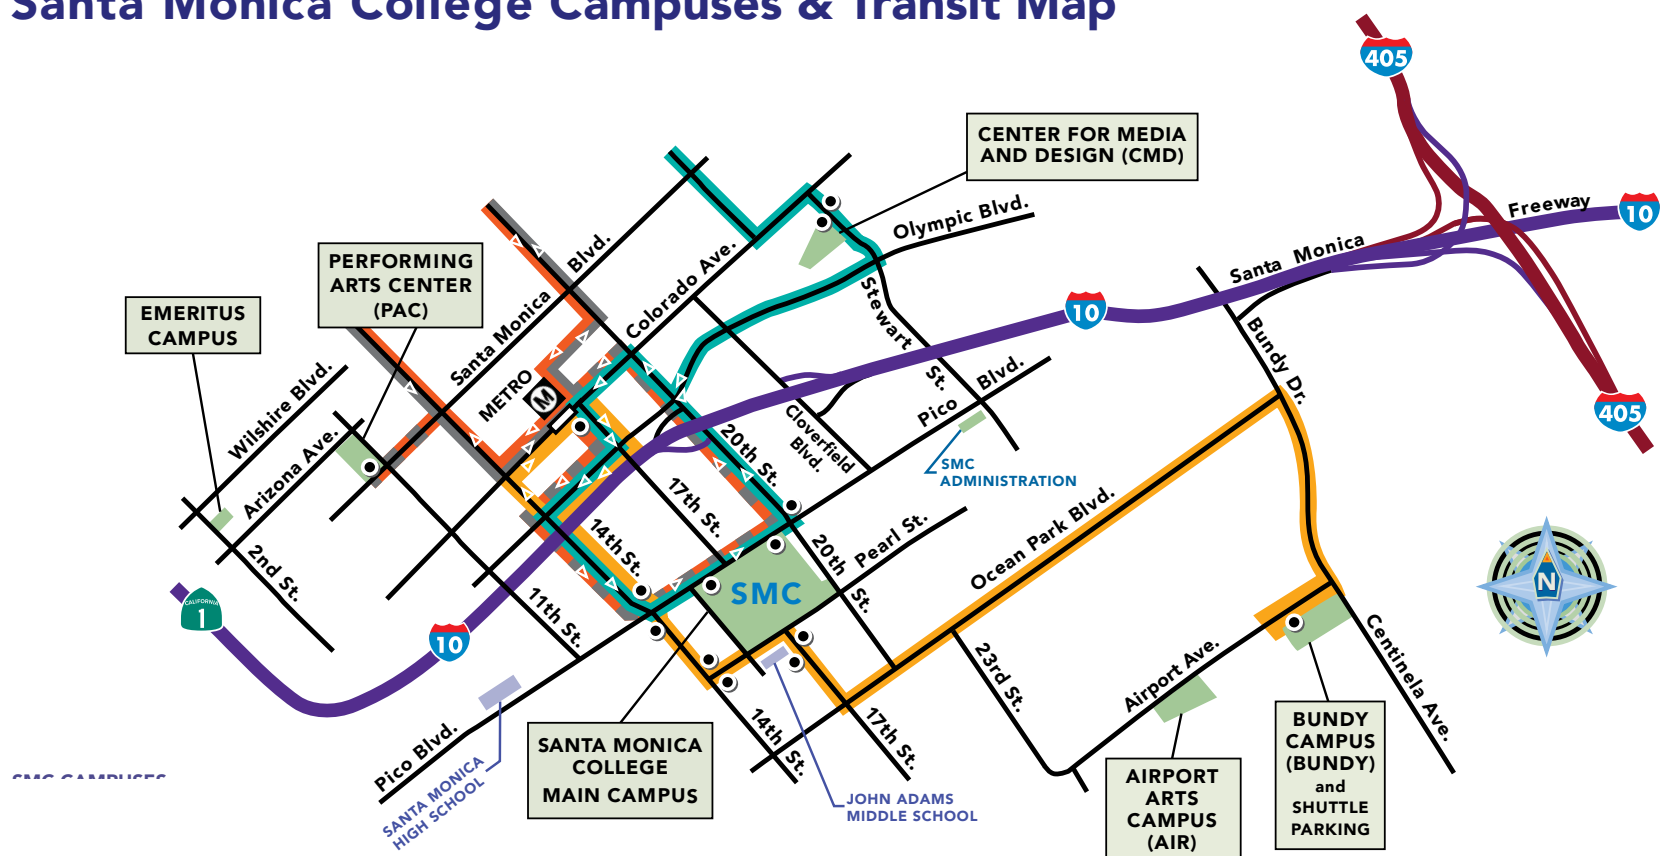 Santa Monica College Campuses & Transit Map
405
CENTER FOR MEDIA
AND DESIGN (CMD)
Freeway
10
Olympic Blvd.
Santa Monica
PERFORMING
ARTS CENTER
(PAC)
Blvd.
Colorado Ave.
EMERITUS
CAMPUS
Santa Monica
Stewart
St.
10
Bundy Dr.
Wilshire Blvd.
METRO
M
Pico Blvd.
405
Arizona Ave.
Cloverfield
Blvd.
20th St.
SMC
ADMINISTRATION
17th St.
Ocean Park Blvd.
14th St.
Pearl St.
20th
St.
2nd St.
SMC
N
CALIFORNIA
1
10
11th St.
Centinela Ave.
23rd St.
Airport Ave.
14th St.
17th St.
Pico Blvd.
SANTA MONICA
HIGH SCHOOL
SANTA MONICA
COLLEGE
MAIN CAMPUS
JOHN ADAMS
MIDDLE SCHOOL
AIRPORT
ARTS
CAMPUS
(AIR)
BUNDY
CAMPUS
(BUNDY)
and
SHUTTLE
PARKING
SMC CAMPUSES